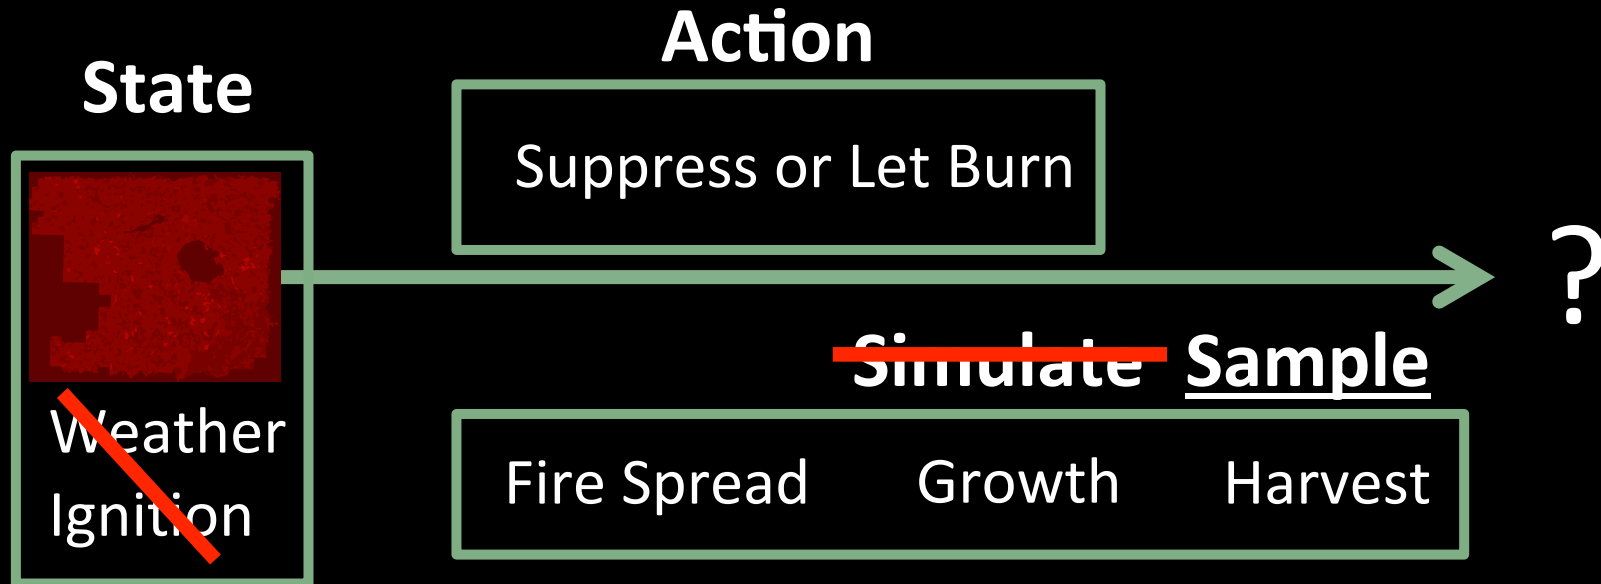 Action
State
Suppress or Let Burn
?
Simulate Sample
Weather
Ignition
Fire Spread Growth Harvest